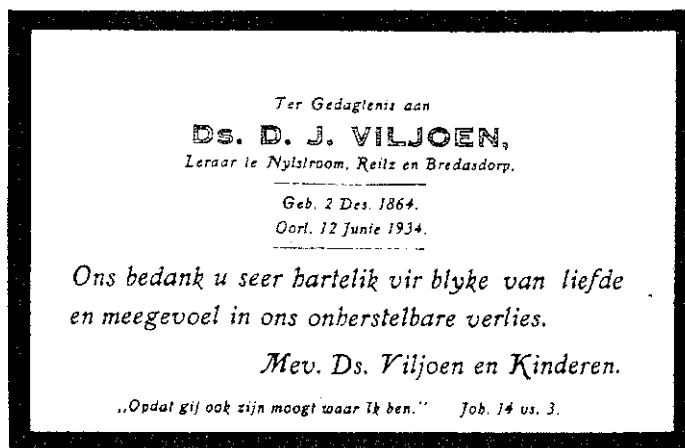 Ter Gedagtenis aan
Ds. D. J. VILJOEN,
Leraar te Nylstroom, Reitz en Bredasdorp.
Geb. 2 Des. 1864.
Oorl. 12 Junie 1934.
Ons bedank u seer hartelik vir blyke van liefde
en meegevoel in ons onherstelbare verlies.
Mev. Ds. Viljoen en Kinderen.
„Opdat gij ook zijn moogt waar Ik ben.” Joh. 14 vs. 3.